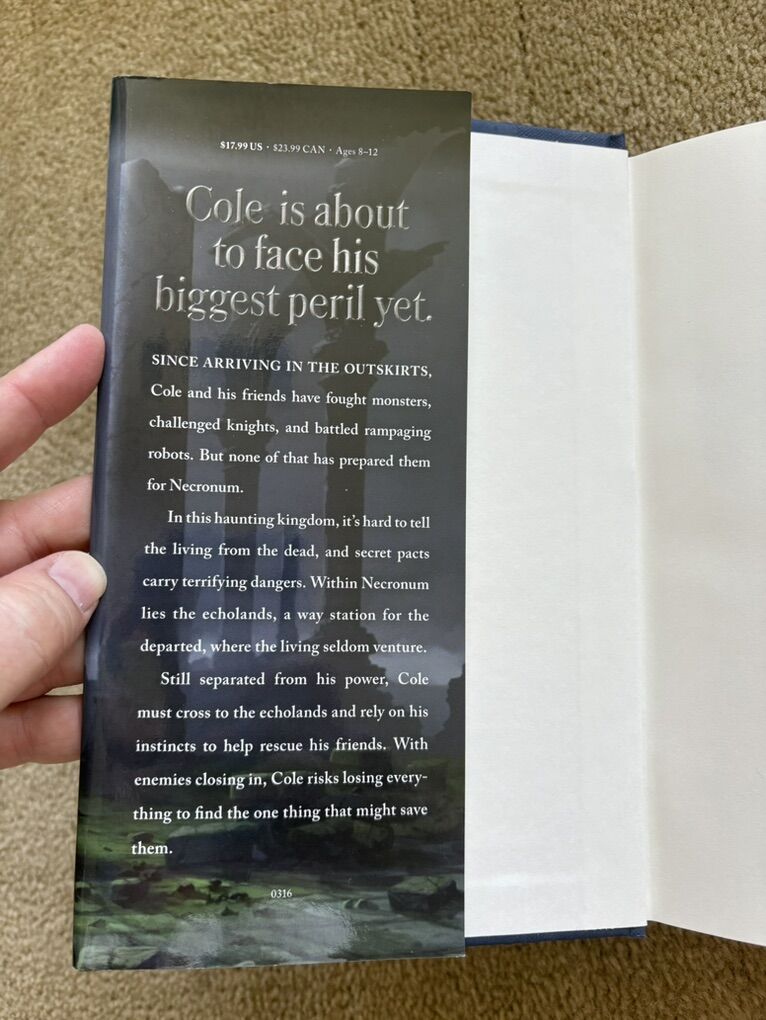 $17.99 US · $23.99 CAN · Ages 8–12
Cole is about
to face his
biggest peril yet.
SINCE ARRIVING IN THE OUTSKIRTS,
Cole and his friends have fought monsters,
challenged knights, and battled rampaging
robots. But none of that has prepared them
for Necronum.
In this haunting kingdom, it's hard to tell
the living from the dead, and secret pacts
carry terrifying dangers. Within Necronum
lies the echolands, a way station for the
departed, where the living seldom venture.
Still separated from his power, Cole
must cross to the echolands and rely on his
instincts to help rescue his friends. With
enemies closing in, Cole risks losing every-
thing to find the one thing that might save
them.
0316